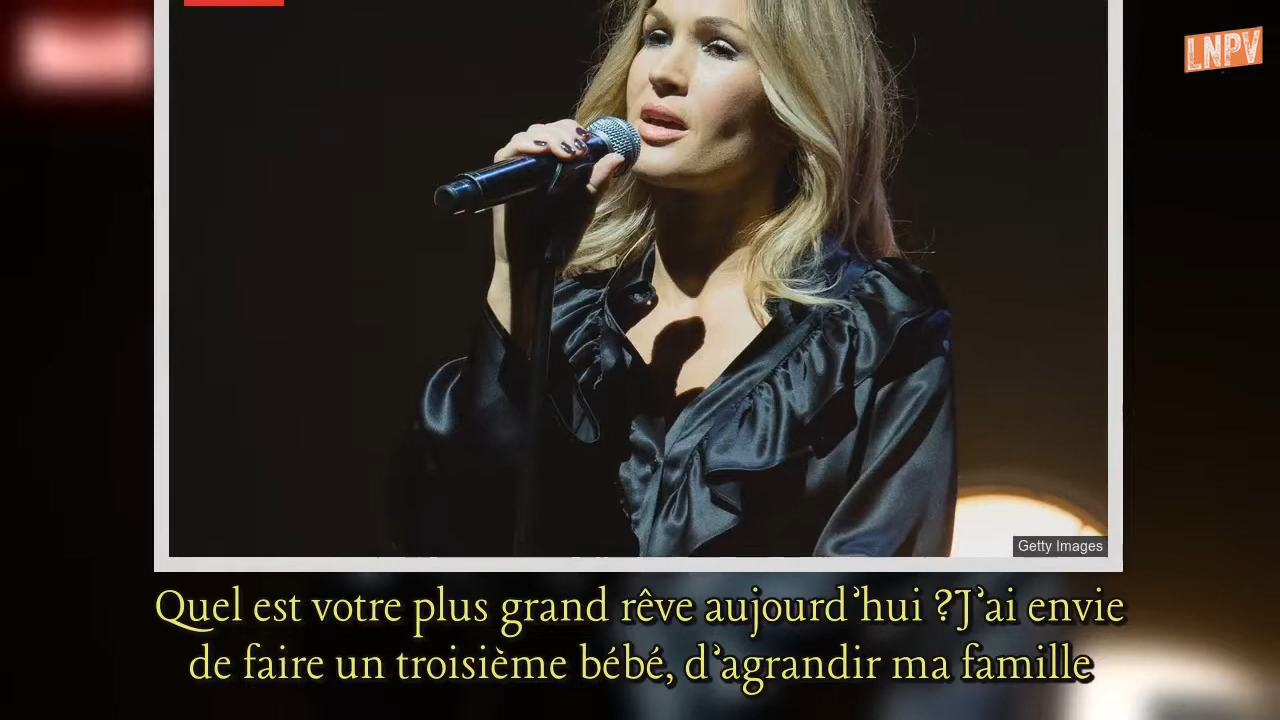 LNPV
Getty Images
Quel est votre plus grand rêve aujourd'hui ?J'ai envie
de faire un troisième bébé, d'agrandir ma famille